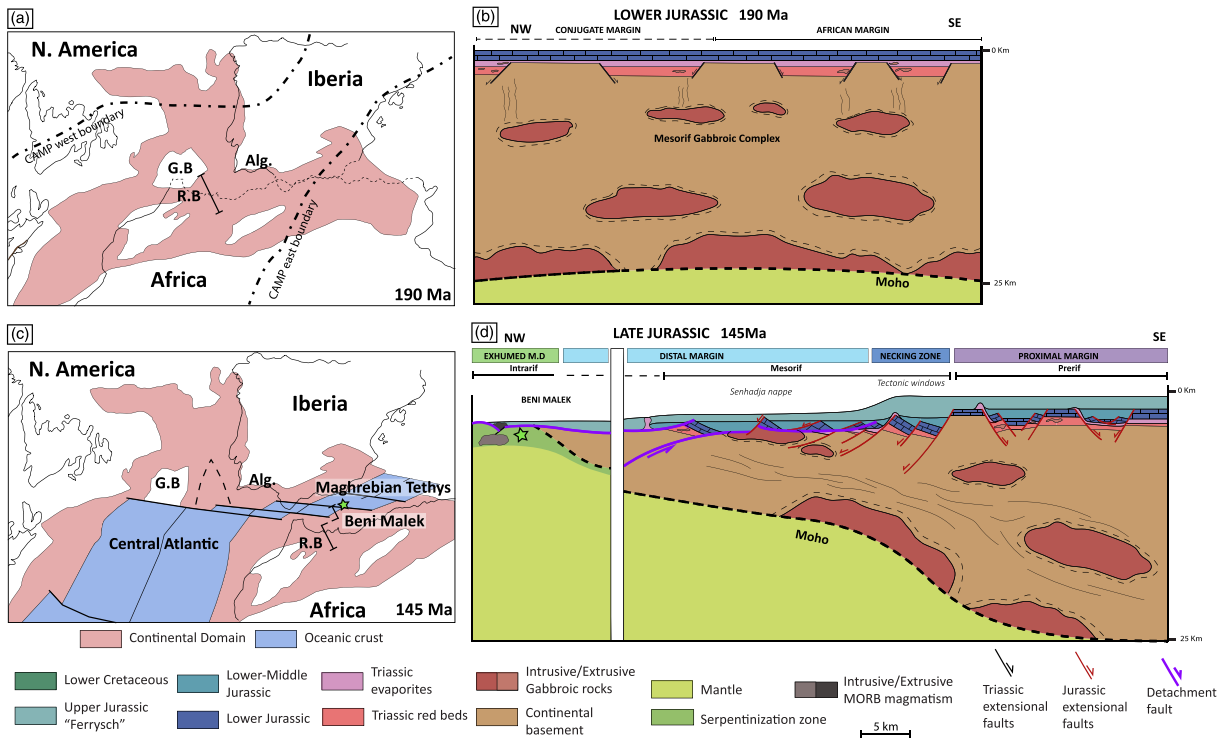 (a)
N. America
Iberia
CAMP west boundary
G.B
Alg.
R.B
CAMP east boundary
Africa
190 Ma
(b)
LOWER JURASSIC 190 Ma
NW
CONJUGATE MARGIN
AFRICAN MARGIN
SE
0 Km
Mesorif Gabbroic Complex
Moho
25 Km
(c)
N. America
Iberia
G.B
Alg.
Maghrebian Tethys
Beni Malek
Central Atlantic
R.B
Africa
145 Ma
(d)
NW
LATE JURASSIC 145Ma
SE
EXHUMED M.D
DISTAL MARGIN
NECKING ZONE
PROXIMAL MARGIN
Intrarif
Mesorif
Prerif
Tectonic windows
Senhadja nappe
0 Km
BENI MALEK
Moho
25 Km
Continental Domain
Oceanic crust
Lower Cretaceous
Upper Jurassic
“Ferrysch”
Lower-Middle
Jurassic
Lower Jurassic
Triassic
evaporites
Triassic red beds
Intrusive/Extrusive
Gabbroic rocks
Continental
basement
Mantle
Serpentinization zone
Intrusive/Extrusive
MORB magmatism
5 km
Triassic
extensional
faults
Jurassic
extensional
faults
Detachment
fault